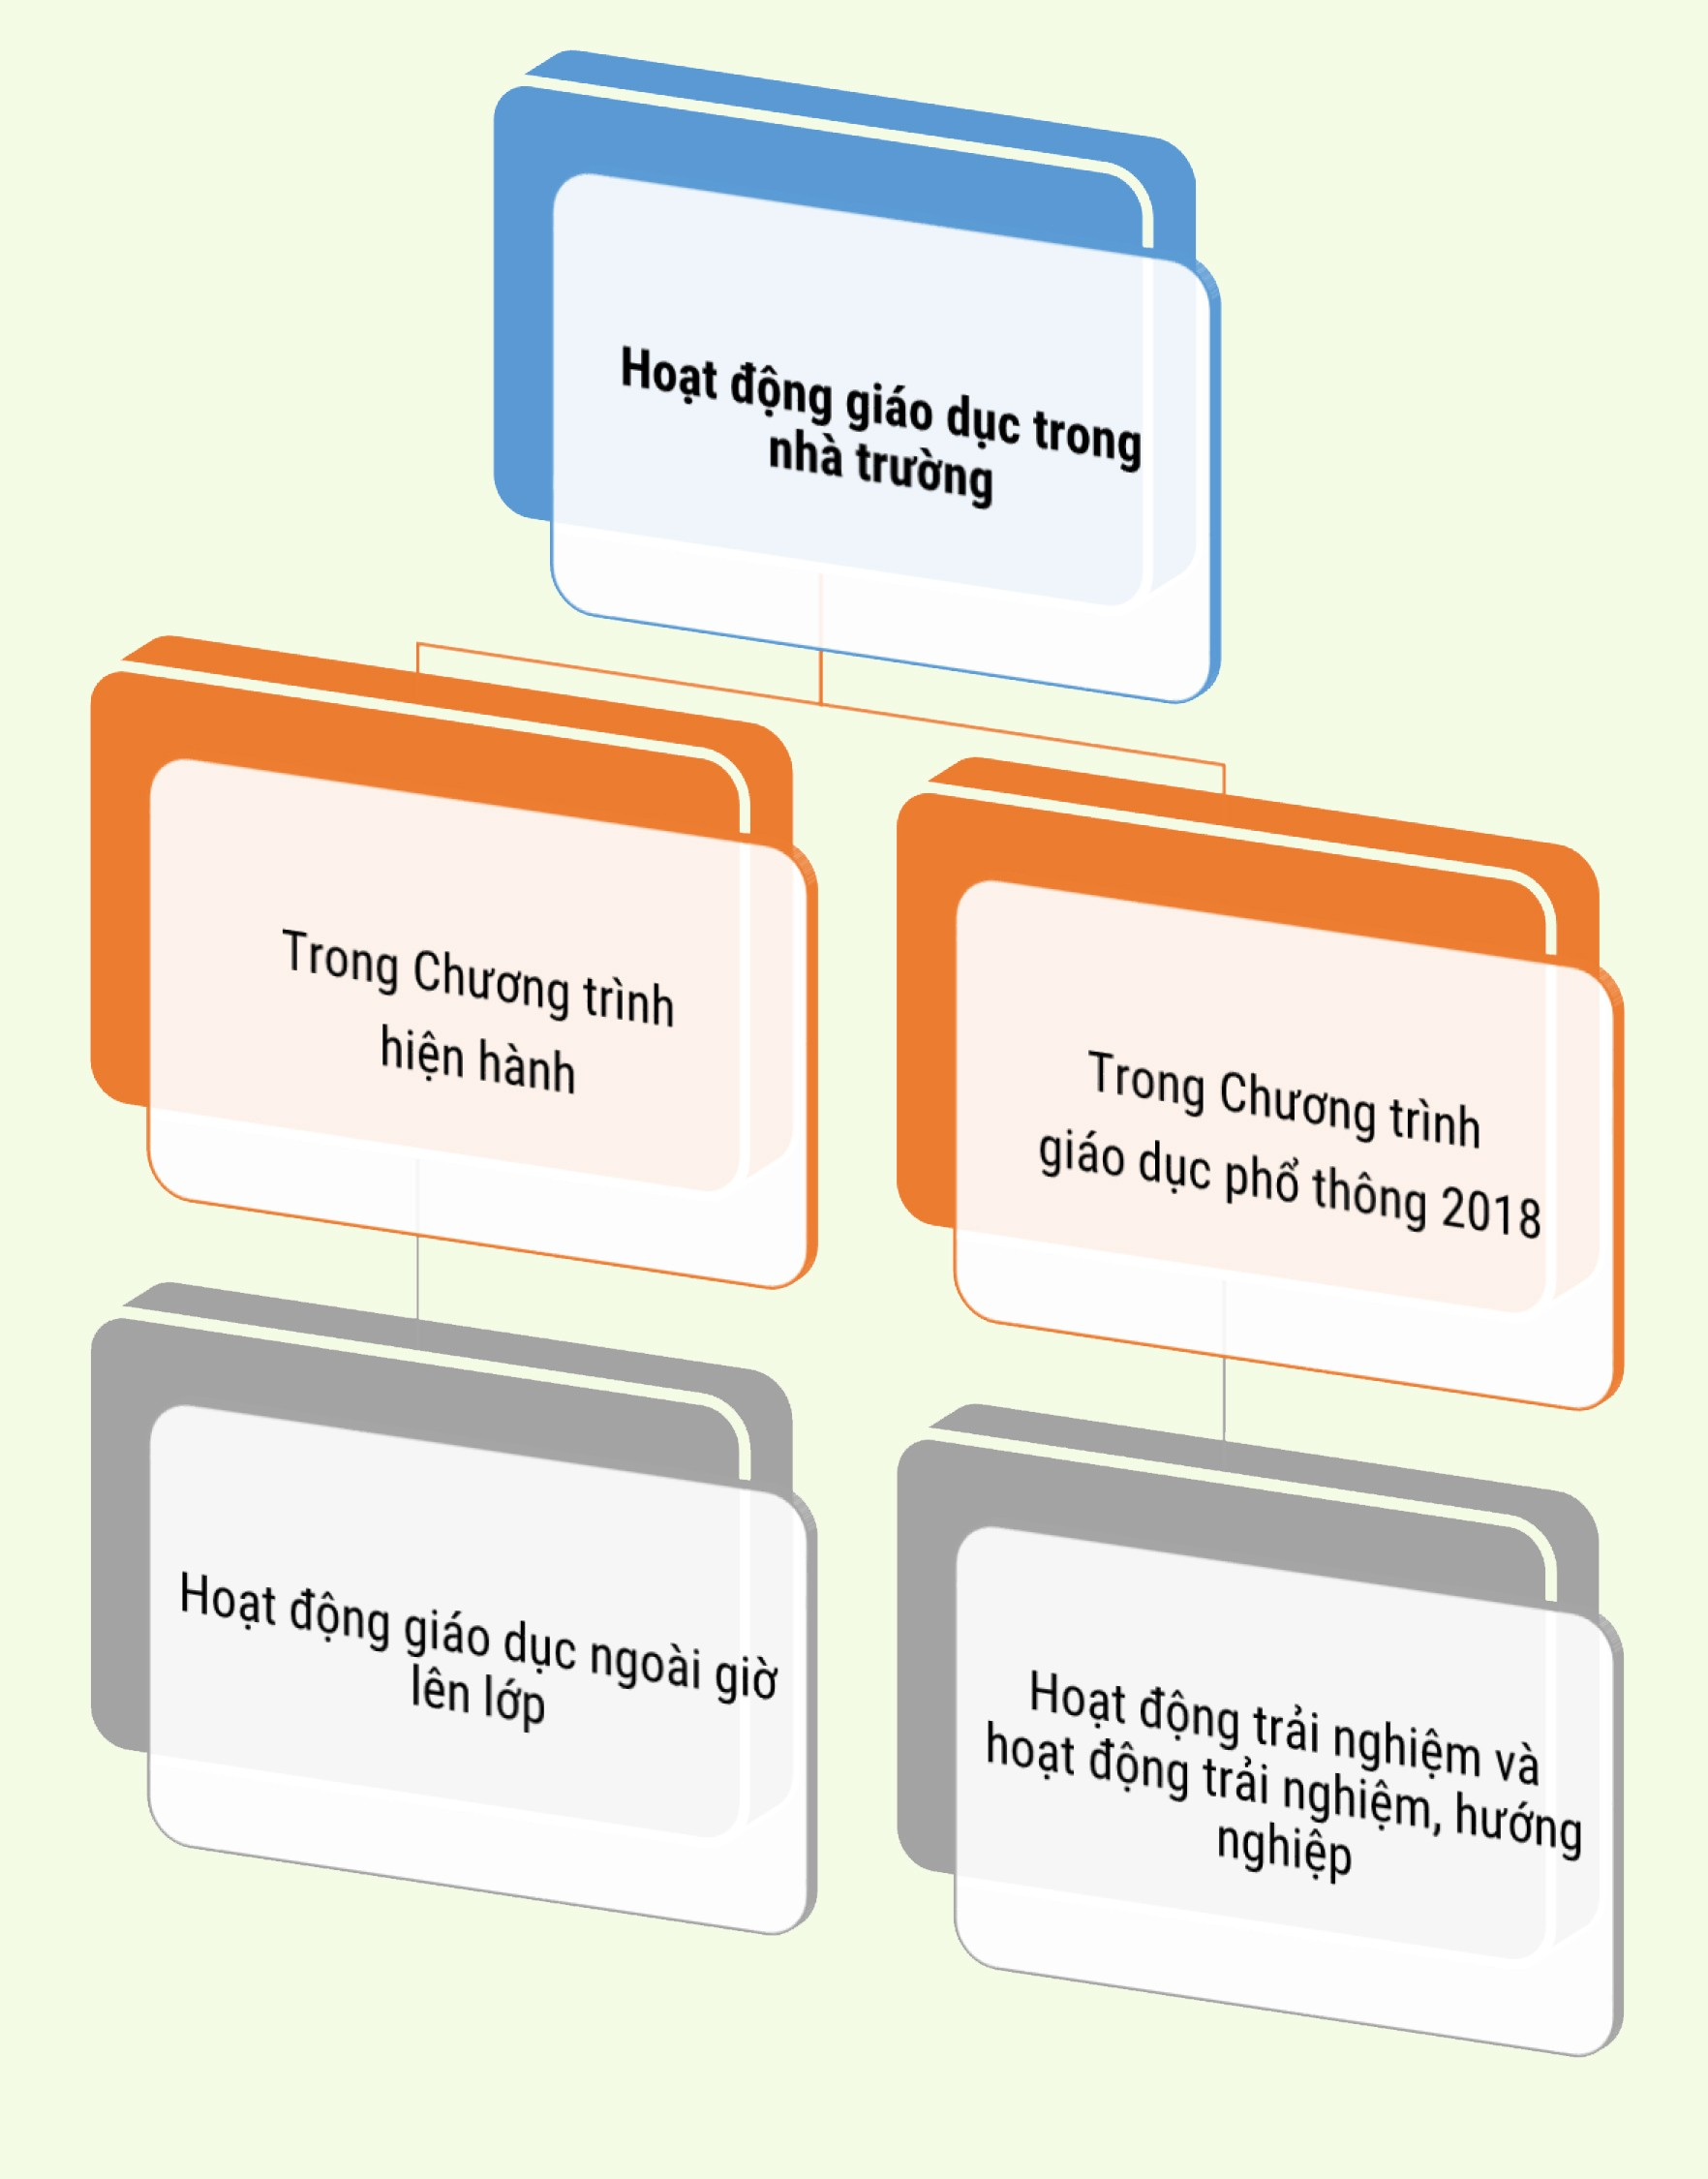 Hoạt động giáo dục trong
nhà trường
Trong Chương trình
hiện hành
Trong Chương trình
giáo dục phổ thông 2018
Hoạt động giáo dục ngoài giờ
lên lớp
Hoạt động trải nghiệm và
hoạt động trải nghiệm, hướng
nghiệp